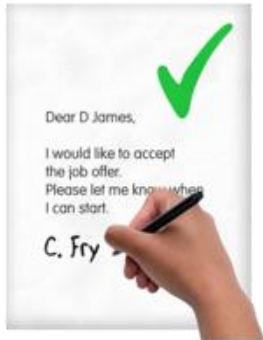 Dear D James,
I would like to accept
the job offer.
Please let me know when
I can start.
C. Fry